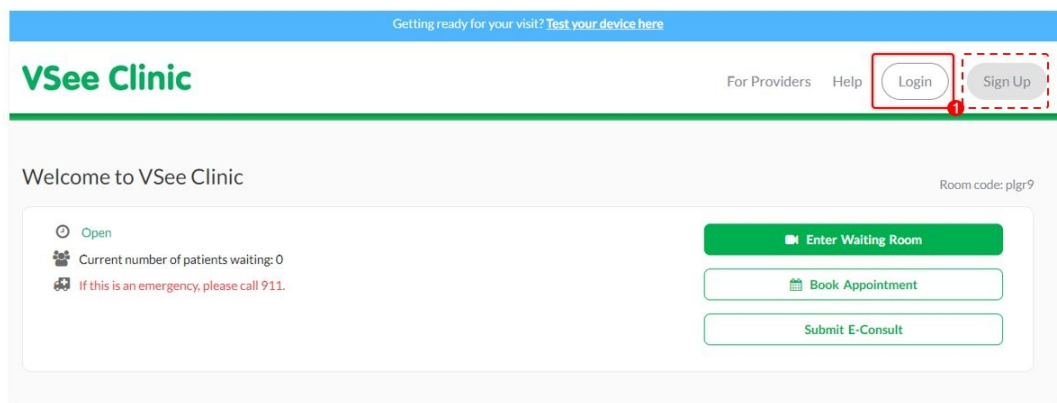 Getting ready for your visit? Test your device here
VSee Clinic
For Providers Help Login Sign Up
1
Welcome to VSee Clinic
Room code: plgr9
Open
Current number of patients waiting: 0
If this is an emergency, please call 911.
Enter Waiting Room
Book Appointment
Submit E-Consult